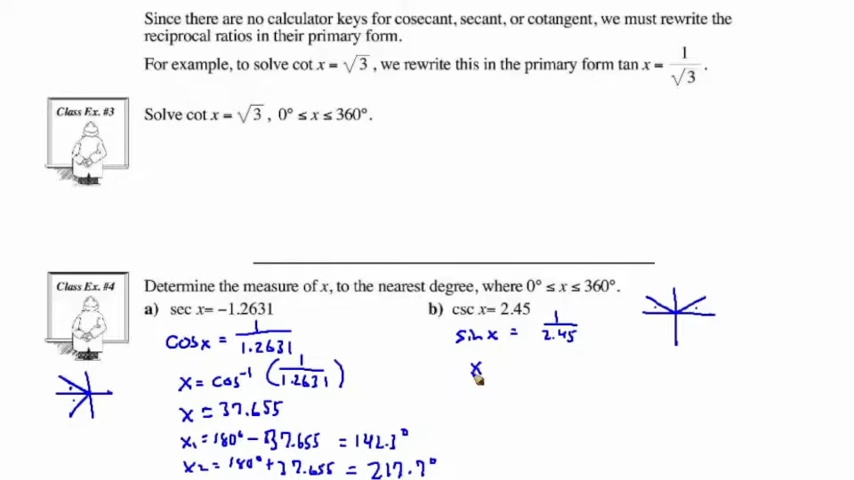 Since there are no calculator keys for cosecant, secant, or cotangent, we must rewrite the
reciprocal ratios in their primary form.
For example, to solve cot x = √3, we rewrite this in the primary form tan x = 1/√3.
Class Ex. #3
Solve cot x = √3, 0° ≤ x ≤ 360°.
Class Ex. #4
Determine the measure of x, to the nearest degree, where 0° ≤ x ≤ 360°.
a) sec x= −1.2631
b) csc x= 2.45
cosx = 1/1.2631
sinx = 1/2.45
x = cos⁻¹ (1/1.2631)
x
x = 37.655
x₁ = 180° − 37.655 = 142.3°
x₂ = 180° + 37.655 = 217.7°